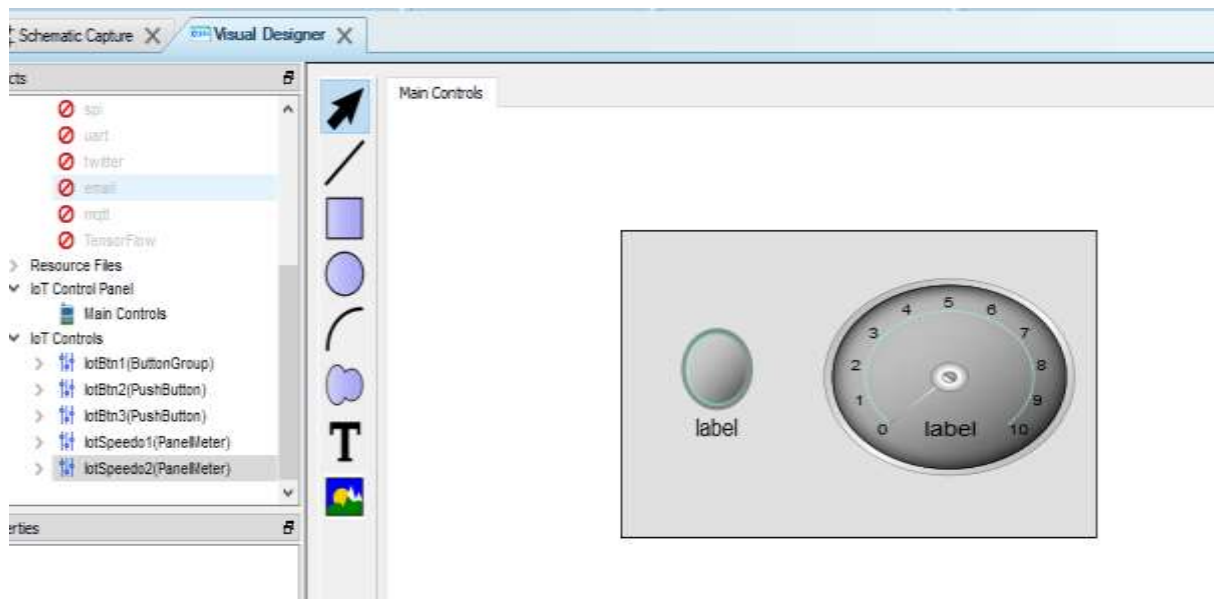 Schematic Capture
Visual Designer
cts
spi
uart
twitter
email
mqtt
TensorFlow
Resource Files
IoT Control Panel
Main Controls
IoT Controls
IotBtn1(ButtonGroup)
IotBtn2(PushButton)
IotBtn3(PushButton)
IotSpeedo1(PanelMeter)
IotSpeedo2(PanelMeter)
erties
T
Main Controls
label
0 1 2 3 4 5 6 7 8 9 10
label